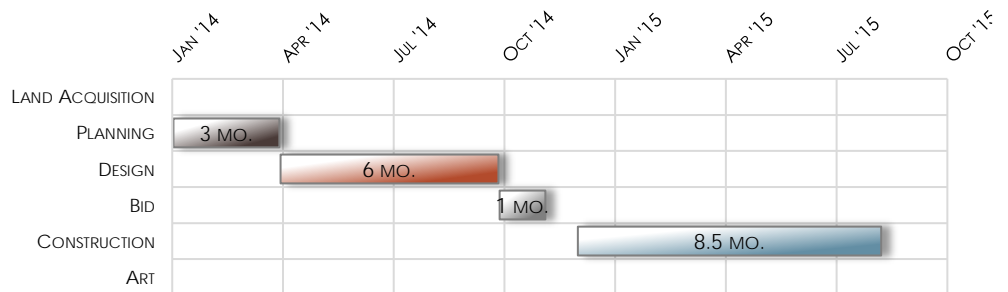 Jan '14 Apr '14 Jul '14 Oct '14 Jan '15 Apr '15 Jul '15 Oct '15
Land Acquisition
Planning 3 mo.
Design 6 mo.
Bid 1 mo.
Construction 8.5 mo.
Art